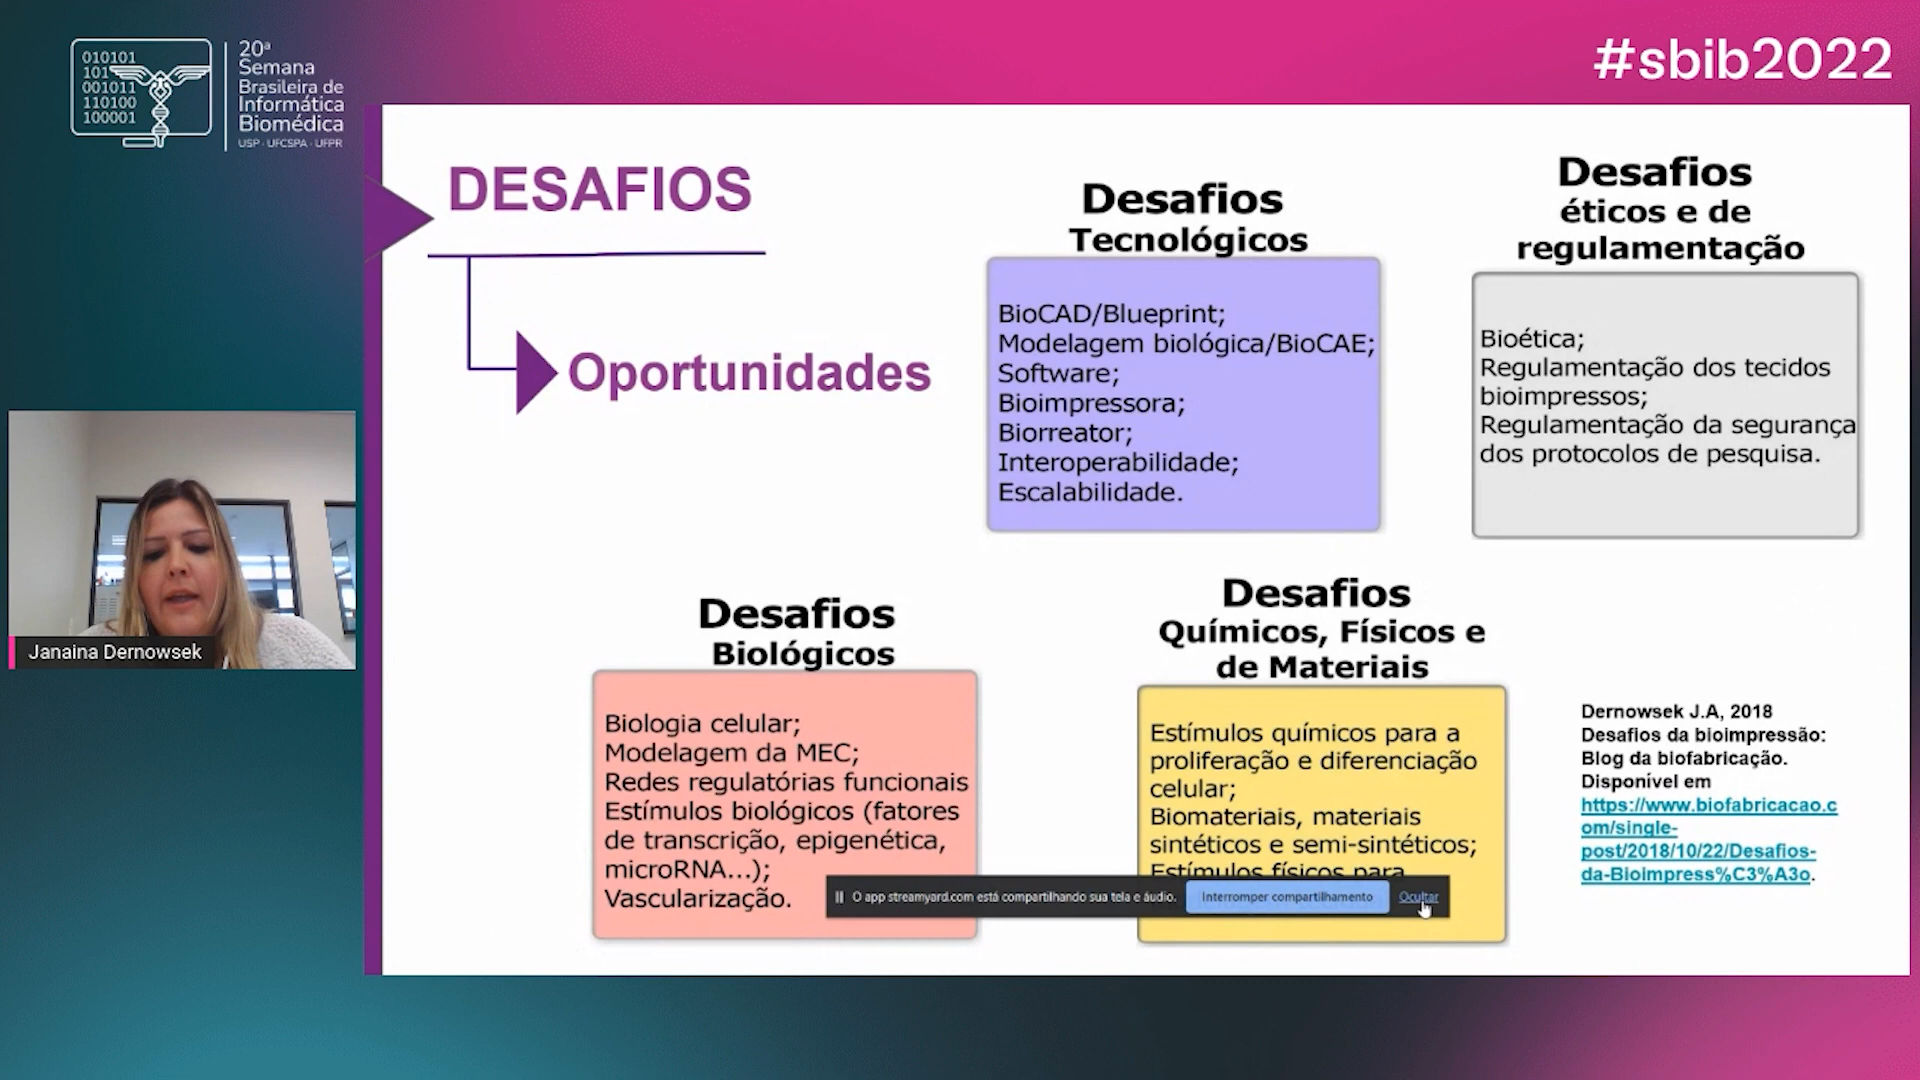 010101
101
001011
110100
100001
20ª
Semana
Brasileira de
Informática
Biomédica
USP · UFCSPA · UFPR
#sbib2022
DESAFIOS
Oportunidades
Desafios
Tecnológicos
BioCAD/Blueprint;
Modelagem biológica/BioCAE;
Software;
Bioimpressora;
Biorreator;
Interoperabilidade;
Escalabilidade.
Desafios
éticos e de
regulamentação
Bioética;
Regulamentação dos tecidos
bioimpressos;
Regulamentação da segurança
dos protocolos de pesquisa.
Janaina Dernowsek
Desafios
Biológicos
Biologia celular;
Modelagem da MEC;
Redes regulatórias funcionais
Estímulos biológicos (fatores
de transcrição, epigenética,
microRNA...);
Vascularização.
Desafios
Químicos, Físicos e
de Materiais
Estímulos químicos para a
proliferação e diferenciação
celular;
Biomateriais, materiais
sintéticos e semi-sintéticos;
Estímulos físicos para
O app streamyard.com está compartilhando sua tela e áudio.
Interromper compartilhamento
Ocultar
Dernowsek J.A, 2018
Desafios da bioimpressão:
Blog da biofabricação.
Disponível em
https://www.biofabricacao.c
om/single-
post/2018/10/22/Desafios-
da-Bioimpress%C3%A3o.